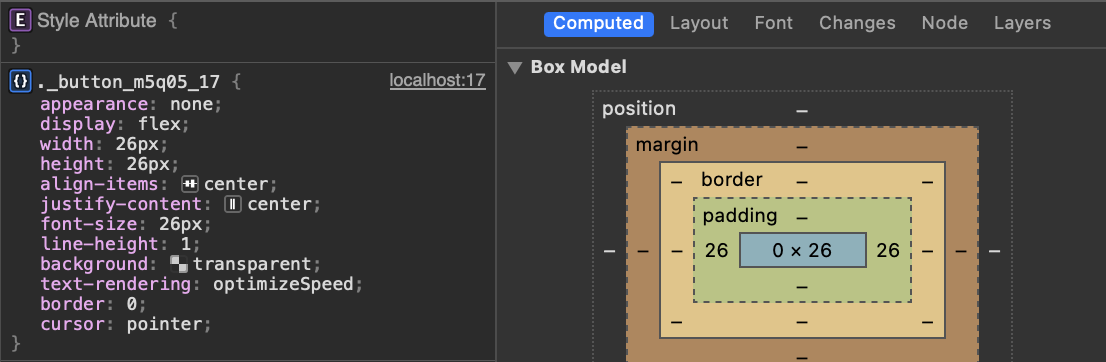 E Style Attribute {
}
{} ._button_m5q05_17 { localhost:17
appearance: none;
display: flex;
width: 26px;
height: 26px;
align-items: center;
justify-content: center;
font-size: 26px;
line-height: 1;
background: transparent;
text-rendering: optimizeSpeed;
border: 0;
cursor: pointer;
}
Computed Layout Font Changes Node Layers
▼ Box Model
position –
margin –
– border – –
padding –
– – – 26 0 × 26 26 – – –
–
– – –
–